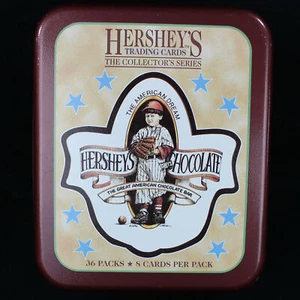 HERSHEY'S
TRADING CARDS
THE COLLECTOR'S SERIES
THE AMERICAN DREAM
HERSHEY'S CHOCOLATE
THE GREAT AMERICAN CHOCOLATE BAR
36 PACKS ★ 8 CARDS PER PACK